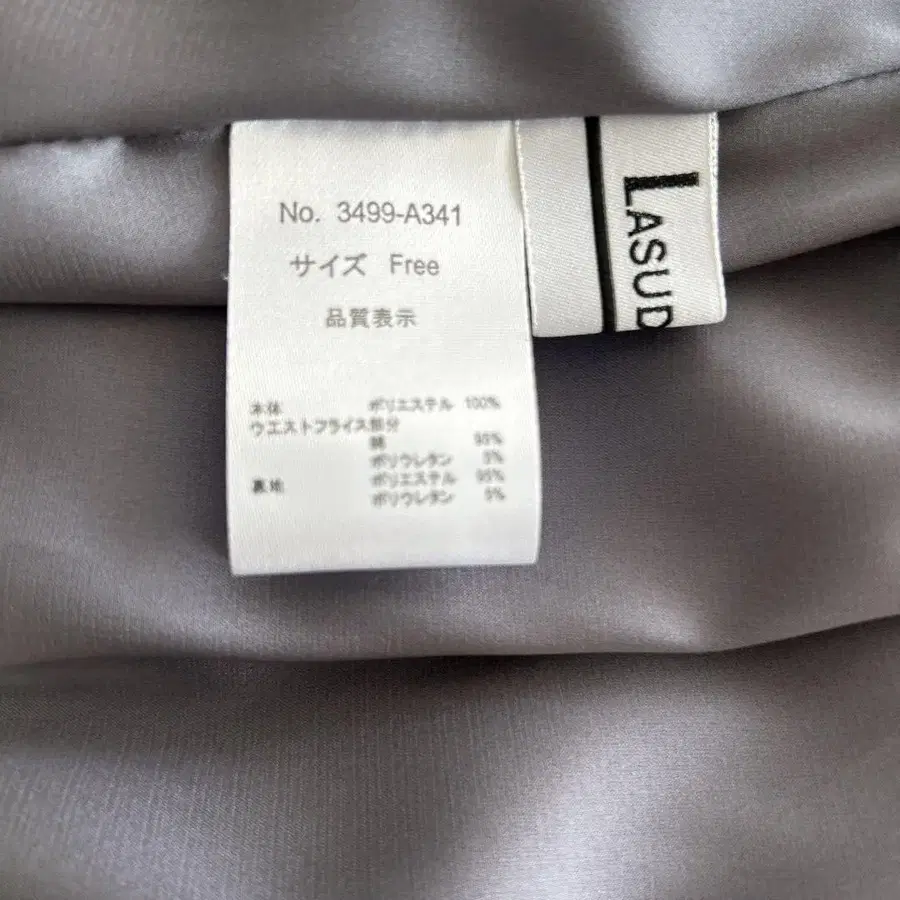 No. 3499-A341
サイズ Free
品質表示
本体 ポリエステル 100%
ウエストフライス部分
綿 95%
ポリウレタン 5%
裏地 ポリエステル 95%
ポリウレタン 5%
LASUD